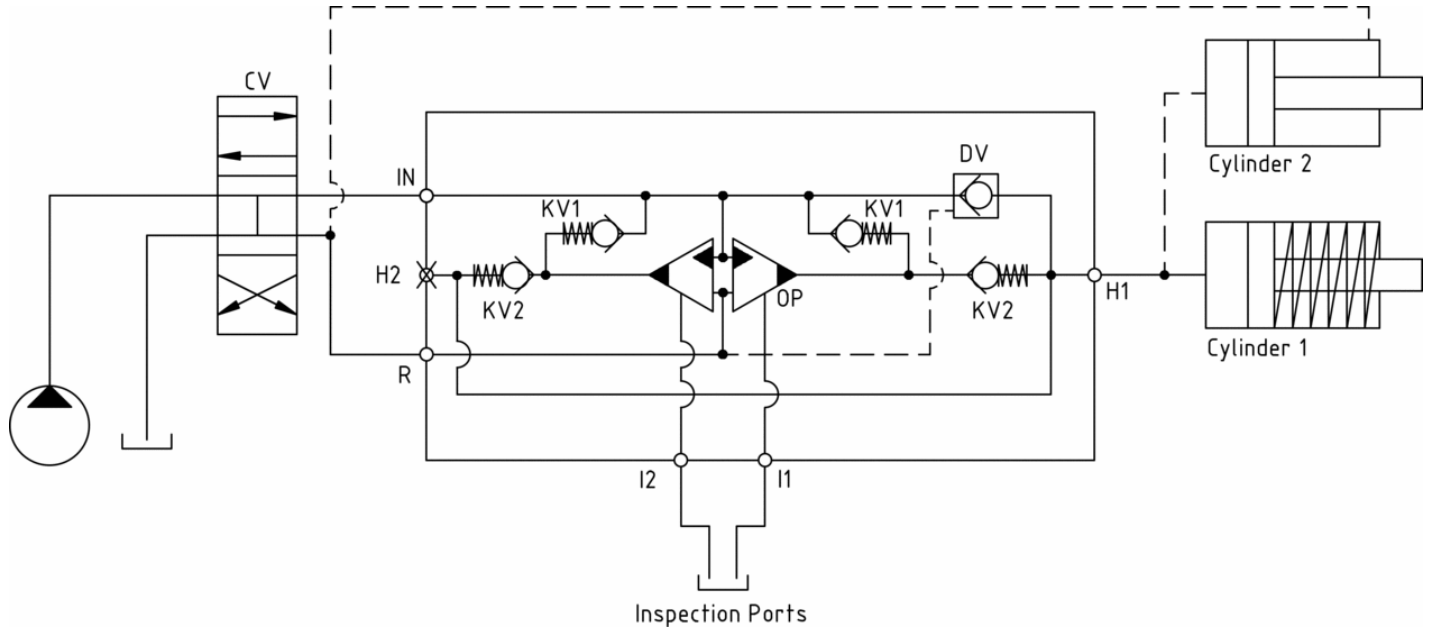 CV
Cylinder 2
IN
DV
KV1
KV1
H2
KV2
OP
KV2
H1
Cylinder 1
R
I2
I1
Inspection Ports